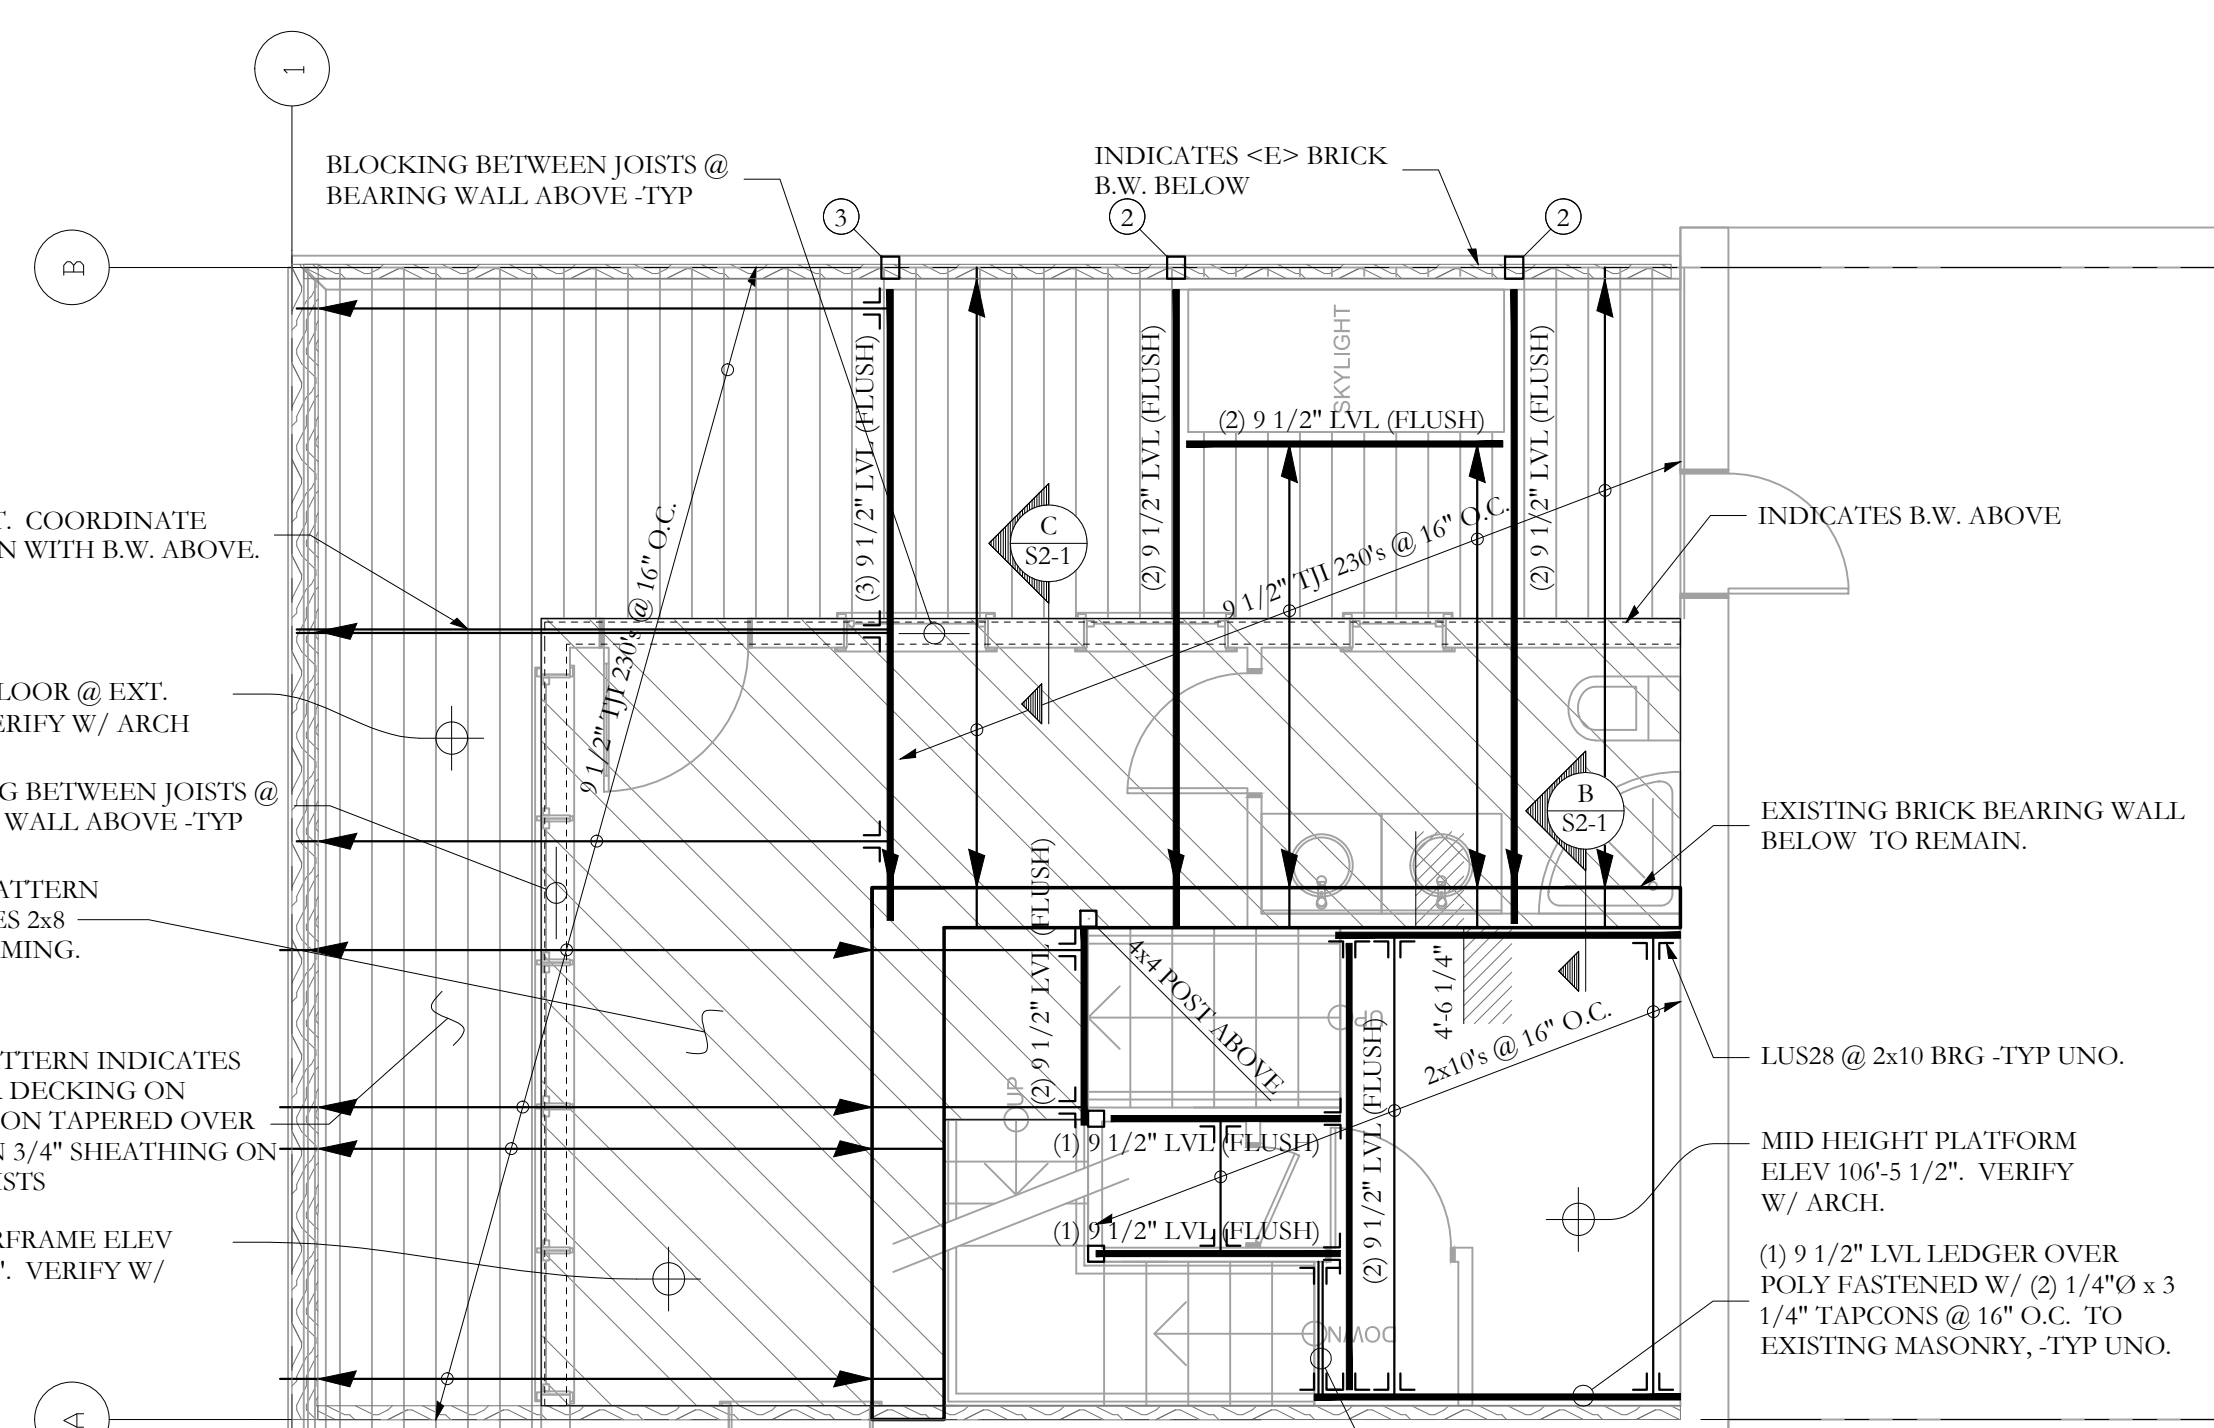 1
BLOCKING BETWEEN JOISTS @
BEARING WALL ABOVE -TYP
INDICATES <E> BRICK
B.W. BELOW
3
2
2
B
SKYLIGHT
(3) 9 1/2" LVL (FLUSH)
(2) 9 1/2" LVL (FLUSH)
(2) 9 1/2" LVL (FLUSH)
(2) 9 1/2" LVL (FLUSH)
9 1/2" TJI 230's @ 16" O.C.
9 1/2" TJI 230's @ 16" O.C.
C
S2-1
T. COORDINATE
N WITH B.W. ABOVE.
INDICATES B.W. ABOVE
LOOR @ EXT.
ERIFY W/ ARCH
G BETWEEN JOISTS @
WALL ABOVE -TYP
B
S2-1
EXISTING BRICK BEARING WALL
BELOW TO REMAIN.
ATTERN
ES 2x8
MING.
(2) 9 1/2" LVL (FLUSH)
4x4 POST ABOVE
UP
4'-6 1/4"
2x10's @ 16" O.C.
UP
(2) 9 1/2" LVL (FLUSH)
LUS28 @ 2x10 BRG -TYP UNO.
TTERN INDICATES
R DECKING ON
ON TAPERED OVER
N 3/4" SHEATHING ON
ISTS
(1) 9 1/2" LVL (FLUSH)
(1) 9 1/2" LVL (FLUSH)
MID HEIGHT PLATFORM
ELEV 106'-5 1/2". VERIFY
W/ ARCH.
RFRAME ELEV
". VERIFY W/
DOWN
(1) 9 1/2" LVL LEDGER OVER
POLY FASTENED W/ (2) 1/4"Ø x 3
1/4" TAPCONS @ 16" O.C. TO
EXISTING MASONRY, -TYP UNO.
A